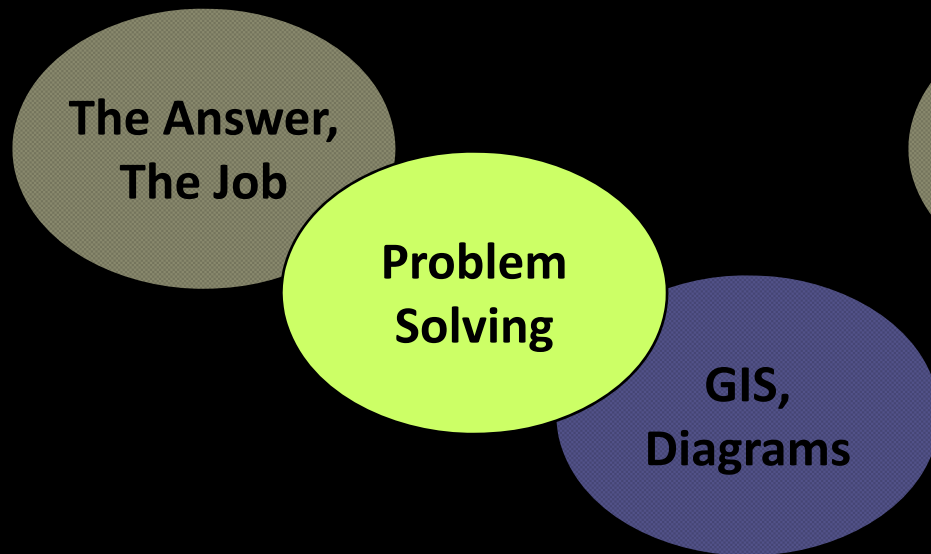 The Answer,
The Job
Problem
Solving
GIS,
Diagrams